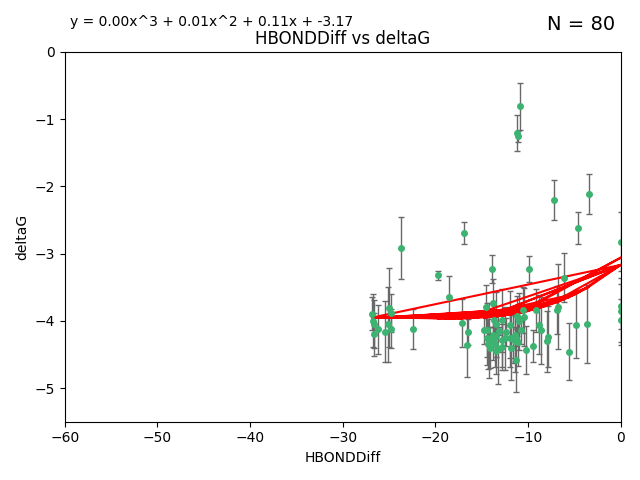 y = 0.00x^3 + 0.01x^2 + 0.11x + -3.17
N = 80
HBONDDiff vs deltaG
0
−1
−2
−3
−4
−5
deltaG
−60
−50
−40
−30
−20
−10
0
HBONDDiff